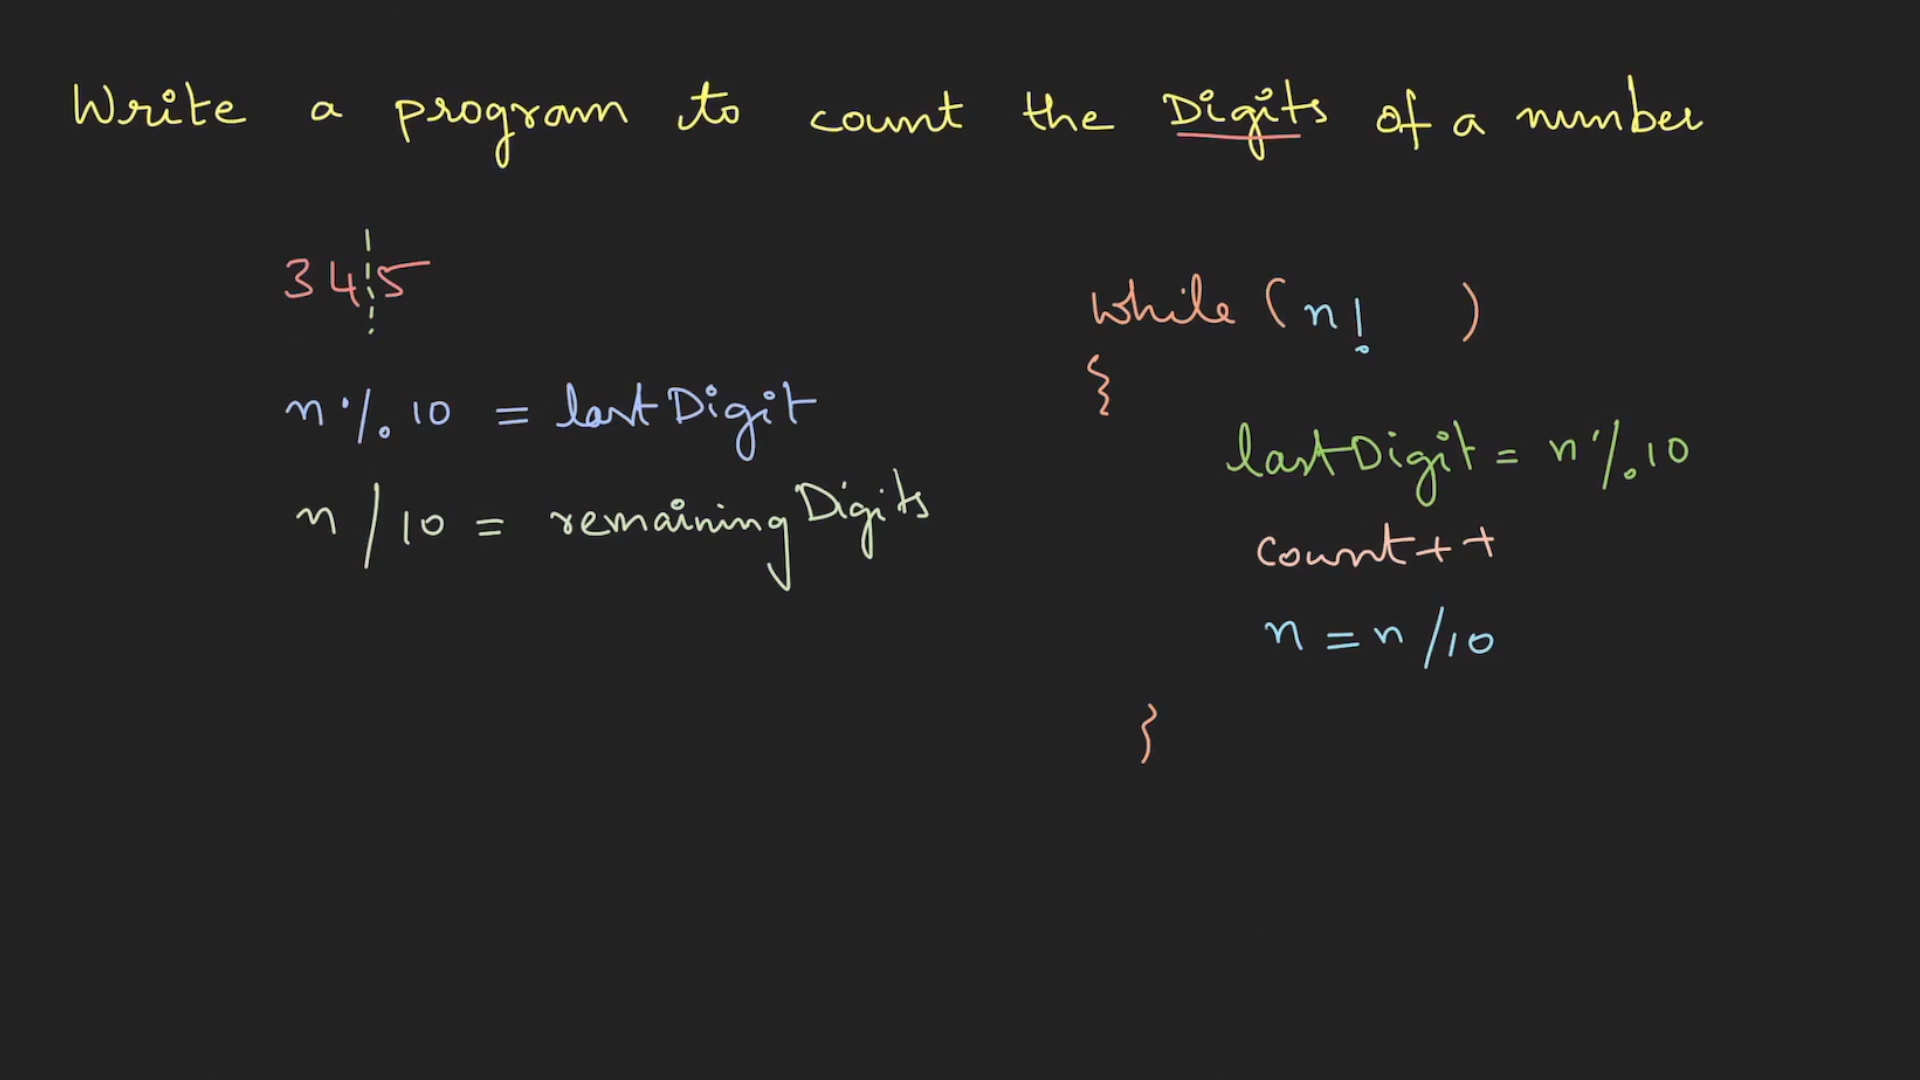 Write a program to count the Digits of a number
345
n % 10 = lastDigit
n / 10 = remainingDigits
while ( n! )
{
lastDigit = n % 10
count++
n = n / 10
}